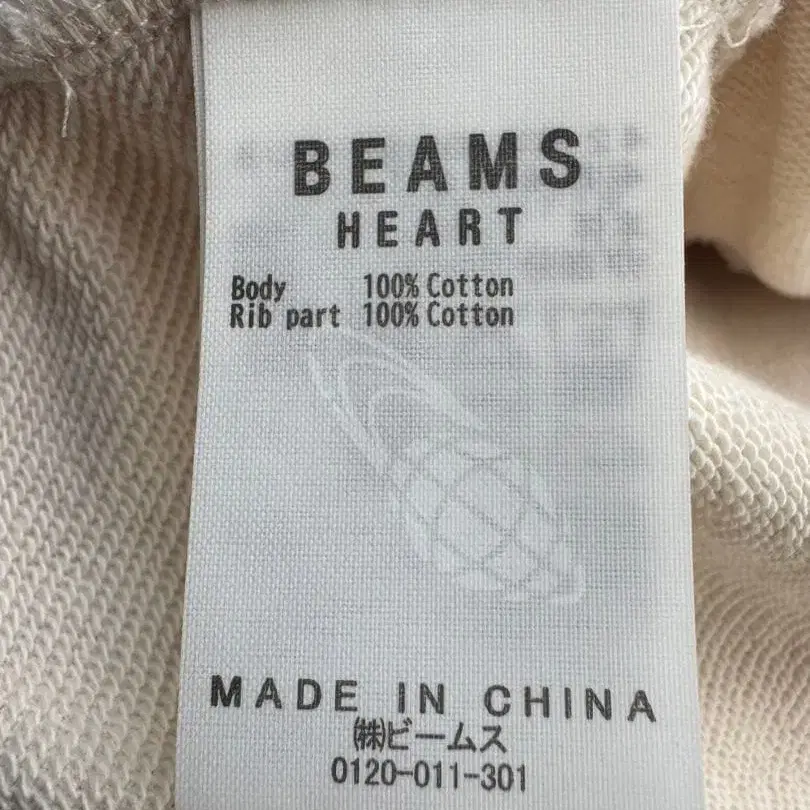 BEAMS
HEART
Body 100% Cotton
Rib part 100% Cotton
MADE IN CHINA
㈱ビームス
0120-011-301